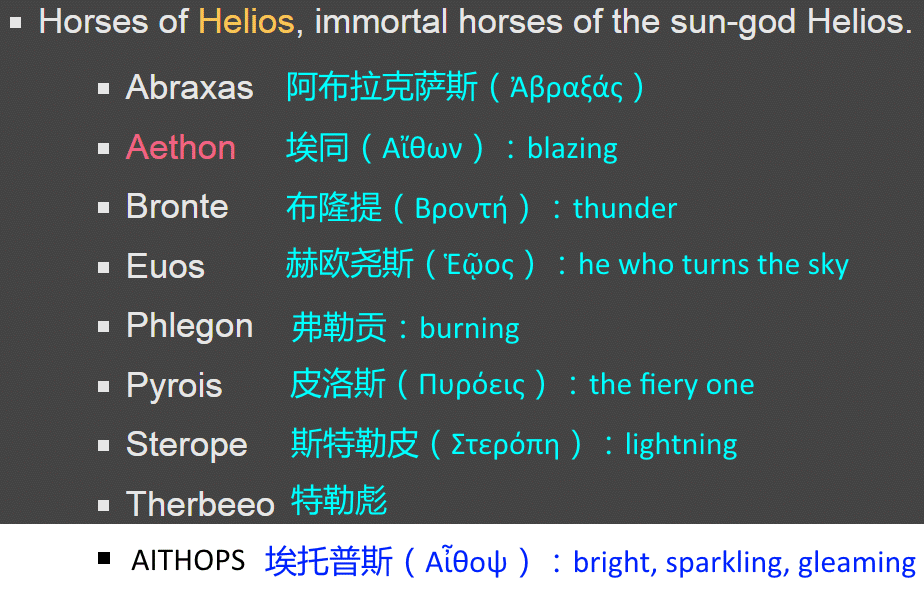 Horses of Helios, immortal horses of the sun-god Helios.
Abraxas 阿布拉克萨斯（Ἀβραξάς）
Aethon 埃同（Αἴθων）：blazing
Bronte 布隆提（Βροντή）：thunder
Euos 赫欧尧斯（Ἑῷος）：he who turns the sky
Phlegon 弗勒贡：burning
Pyrois 皮洛斯（Πυρόεις）：the fiery one
Sterope 斯特勒皮（Στερόπη）：lightning
Therbeeo 特勒彪
AITHOPS 埃托普斯（Αἶθοψ）：bright, sparkling, gleaming